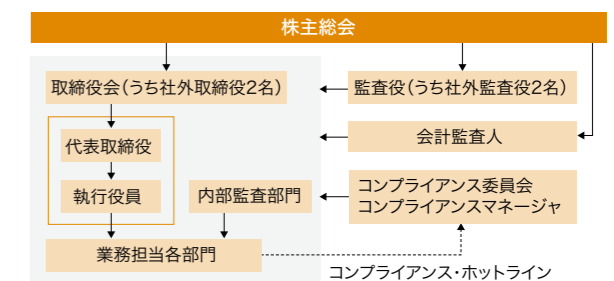 株主総会
取締役会（うち社外取締役2名）
監査役（うち社外監査役2名）
代表取締役
会計監査人
執行役員
内部監査部門
コンプライアンス委員会
コンプライアンスマネージャ
業務担当各部門
コンプライアンス・ホットライン